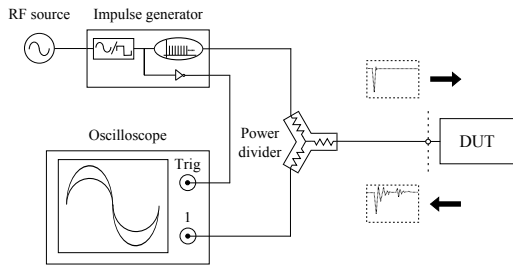 RF source
Impulse generator
Oscilloscope
Trig
1
Power
divider
DUT